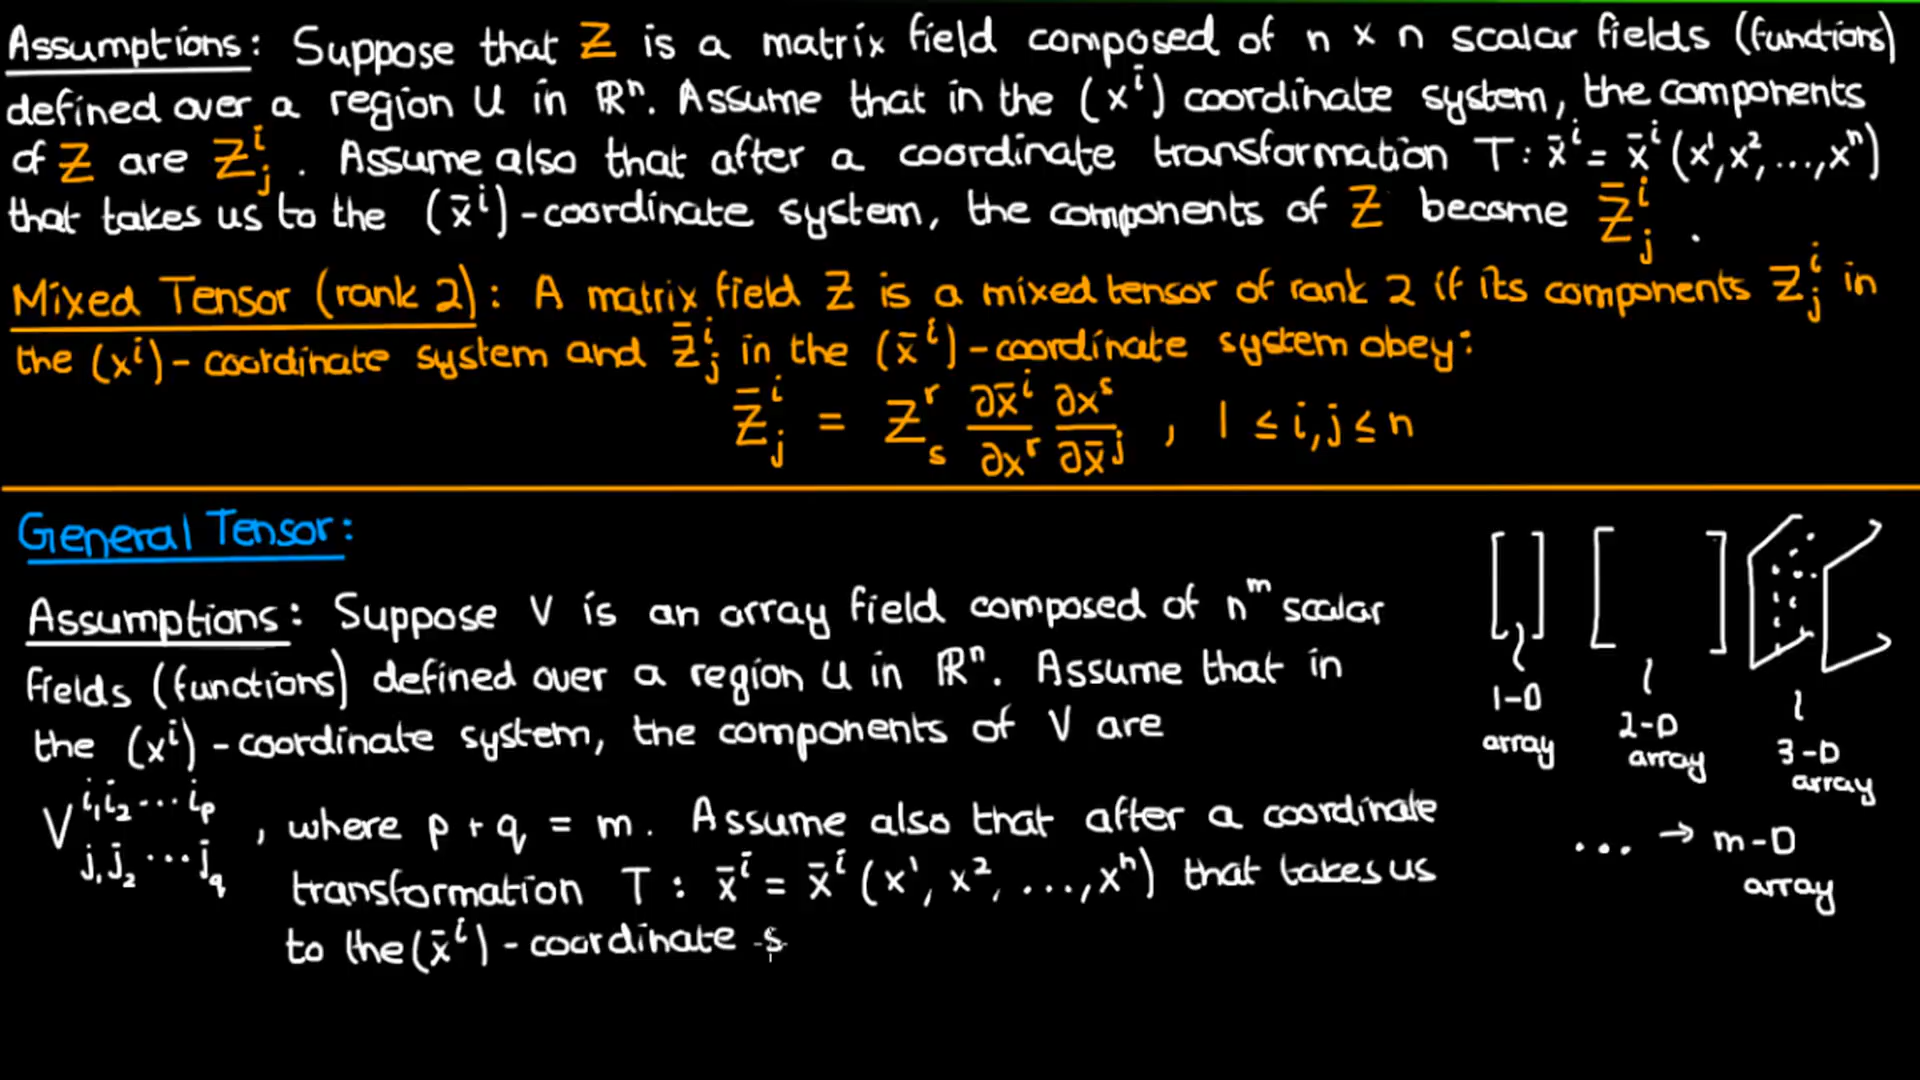 Assumptions: Suppose that Z is a matrix field composed of n × n scalar fields (functions)
defined over a region U in ℝⁿ. Assume that in the (xⁱ) coordinate system, the components
of Z are Zⁱⱼ . Assume also that after a coordinate transformation T: x̄ⁱ = x̄ⁱ(x¹, x², ..., xⁿ)
that takes us to the (x̄ⁱ)-coordinate system, the components of Z become Z̄ⁱⱼ .
Mixed Tensor (rank 2): A matrix field Z is a mixed tensor of rank 2 if its components Zⁱⱼ in
the (xⁱ)-coordinate system and Z̄ⁱⱼ in the (x̄ⁱ)-coordinate system obey:
Z̄ⁱⱼ = Zʳₛ ∂x̄ⁱ/∂xʳ ∂xˢ/∂x̄ʲ , 1 ≤ i,j ≤ n
General Tensor:
Assumptions: Suppose V is an array field composed of nᵐ scalar
fields (functions) defined over a region U in ℝⁿ. Assume that in
the (xⁱ)-coordinate system, the components of V are
V^{i₁i₂...i_p}_{j₁j₂...j_q} , where p + q = m. Assume also that after a coordinate
transformation T: x̄ⁱ = x̄ⁱ(x¹, x², ..., xⁿ) that takes us
to the (x̄ⁱ)-coordinate s
1-D
array
2-D
array
3-D
array
... → m-D
array